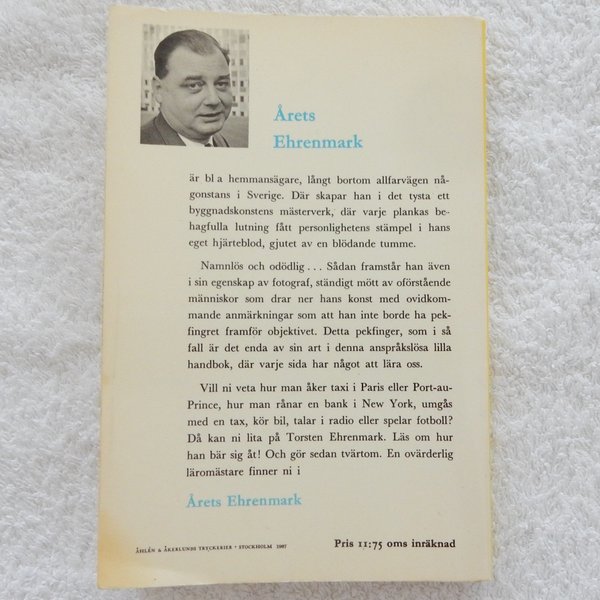 Årets
Ehrenmark
är bl a hemmansägare, långt bortom allfarvägen nå-
gonstans i Sverige. Där skapar han i det tysta ett
byggnadskonstens mästerverk, där varje plankas be-
hagfulla lutning fått personlighetens stämpel i hans
eget hjärteblod, gjutet av en blödande tumme.
Namnlös och odödlig . . . Sådan framstår han även
i sin egenskap av fotograf, ständigt mött av oförstående
människor som drar ner hans konst med ovidkom-
mande anmärkningar som att han inte borde ha pek-
fingret framför objektivet. Detta pekfinger, som i så
fall är det enda av sin art i denna anspråkslösa lilla
handbok, där varje sida har något att lära oss.
Vill ni veta hur man åker taxi i Paris eller Port-au-
Prince, hur man rånar en bank i New York, umgås
med en tax, kör bil, talar i radio eller spelar fotboll?
Då kan ni lita på Torsten Ehrenmark. Läs om hur
han bär sig åt! Och gör sedan tvärtom. En ovärderlig
läromästare finner ni i
Årets Ehrenmark
ÅHLÉN & ÅKERLUNDS TRYCKERIER • STOCKHOLM 1967
Pris 11:75 oms inräknad